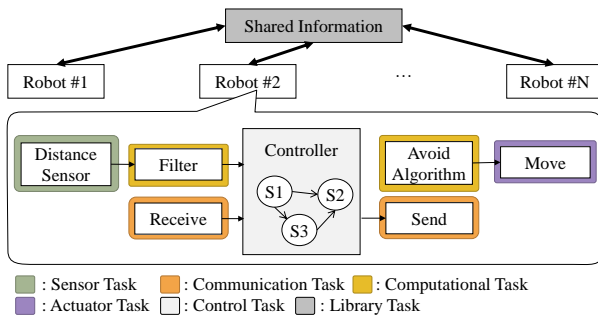 Shared Information
Robot #1
Robot #2
…
Robot #N
Distance
Sensor
Filter
Receive
Controller
S1
S2
S3
Avoid
Algorithm
Move
Send
: Sensor Task
: Communication Task
: Computational Task
: Actuator Task
: Control Task
: Library Task